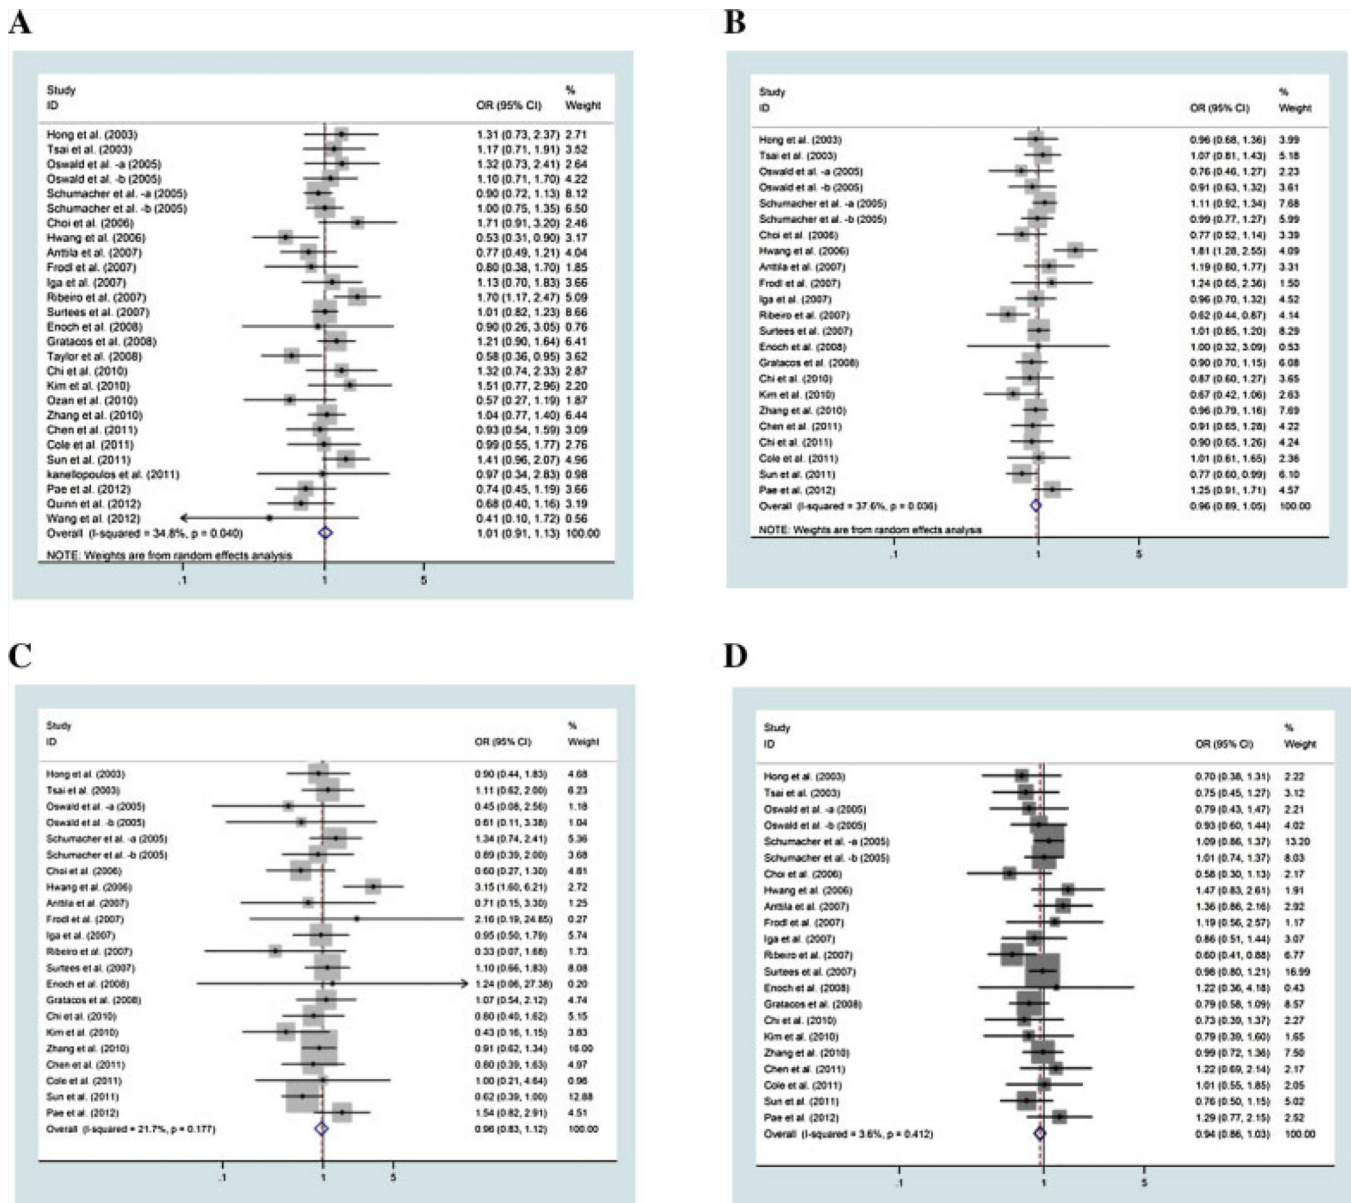 A
Study %
ID OR (95% CI) Weight
Hong et al. (2003) 1.31 (0.73, 2.37) 2.71
Tsai et al. (2003) 1.17 (0.71, 1.91) 3.52
Oswald et al. -a (2005) 1.32 (0.73, 2.41) 2.64
Oswald et al. -b (2005) 1.10 (0.71, 1.70) 4.22
Schumacher et al. -a (2005) 0.90 (0.72, 1.13) 8.12
Schumacher et al. -b (2005) 1.00 (0.75, 1.35) 6.50
Choi et al. (2006) 1.71 (0.91, 3.20) 2.46
Hwang et al. (2006) 0.53 (0.31, 0.90) 3.17
Anttila et al. (2007) 0.77 (0.49, 1.21) 4.04
Frodl et al. (2007) 0.80 (0.38, 1.70) 1.85
Iga et al. (2007) 1.13 (0.70, 1.83) 3.66
Ribeiro et al. (2007) 1.70 (1.17, 2.47) 5.09
Surtees et al. (2007) 1.01 (0.82, 1.23) 8.66
Enoch et al. (2008) 0.90 (0.26, 3.05) 0.76
Gratacos et al. (2008) 1.21 (0.90, 1.64) 6.41
Taylor et al. (2008) 0.58 (0.36, 0.95) 3.62
Chi et al. (2010) 1.32 (0.74, 2.33) 2.87
Kim et al. (2010) 1.51 (0.77, 2.96) 2.20
Ozan et al. (2010) 0.57 (0.27, 1.19) 1.87
Zhang et al. (2010) 1.04 (0.77, 1.40) 6.44
Chen et al. (2011) 0.93 (0.54, 1.59) 3.09
Cole et al. (2011) 0.99 (0.55, 1.77) 2.76
Sun et al. (2011) 1.41 (0.96, 2.07) 4.96
kanellopoulos et al. (2011) 0.97 (0.34, 2.83) 0.98
Pae et al. (2012) 0.74 (0.45, 1.19) 3.66
Quinn et al. (2012) 0.68 (0.40, 1.16) 3.19
Wang et al. (2012) 0.41 (0.10, 1.72) 0.56
Overall (I-squared = 34.8%, p = 0.040) 1.01 (0.91, 1.13) 100.00
NOTE: Weights are from random effects analysis
.1 1 5
B
Study %
ID OR (95% CI) Weight
Hong et al. (2003) 0.96 (0.68, 1.36) 3.99
Tsai et al. (2003) 1.07 (0.81, 1.43) 5.18
Oswald et al. -a (2005) 0.76 (0.46, 1.27) 2.23
Oswald et al. -b (2005) 0.91 (0.63, 1.32) 3.61
Schumacher et al. -a (2005) 1.11 (0.92, 1.34) 7.68
Schumacher et al. -b (2005) 0.99 (0.77, 1.27) 5.99
Choi et al. (2006) 0.77 (0.52, 1.14) 3.39
Hwang et al. (2006) 1.81 (1.28, 2.55) 4.09
Anttila et al. (2007) 1.19 (0.80, 1.77) 3.31
Frodl et al. (2007) 1.24 (0.65, 2.36) 1.50
Iga et al. (2007) 0.96 (0.70, 1.32) 4.52
Ribeiro et al. (2007) 0.62 (0.44, 0.87) 4.14
Surtees et al. (2007) 1.01 (0.85, 1.20) 8.29
Enoch et al. (2008) 1.00 (0.32, 3.09) 0.53
Gratacos et al. (2008) 0.90 (0.70, 1.15) 6.08
Chi et al. (2010) 0.87 (0.60, 1.27) 3.65
Kim et al. (2010) 0.67 (0.42, 1.06) 2.63
Zhang et al. (2010) 0.96 (0.79, 1.16) 7.69
Chen et al. (2011) 0.91 (0.65, 1.28) 4.22
Chi et al. (2011) 0.90 (0.65, 1.26) 4.24
Cole et al. (2011) 1.01 (0.61, 1.65) 2.36
Sun et al. (2011) 0.77 (0.60, 0.99) 6.10
Pae et al. (2012) 1.25 (0.91, 1.71) 4.57
Overall (I-squared = 37.6%, p = 0.036) 0.96 (0.89, 1.05) 100.00
NOTE: Weights are from random effects analysis
.1 1 5
C
Study %
ID OR (95% CI) Weight
Hong et al. (2003) 0.90 (0.44, 1.83) 4.68
Tsai et al. (2003) 1.11 (0.62, 2.00) 6.23
Oswald et al. -a (2005) 0.45 (0.08, 2.56) 1.18
Oswald et al. -b (2005) 0.61 (0.11, 3.38) 1.04
Schumacher et al. -a (2005) 1.34 (0.74, 2.41) 5.36
Schumacher et al. -b (2005) 0.89 (0.39, 2.00) 3.68
Choi et al. (2006) 0.60 (0.27, 1.30) 4.81
Hwang et al. (2006) 3.15 (1.60, 6.21) 2.72
Anttila et al. (2007) 0.71 (0.15, 3.30) 1.25
Frodl et al. (2007) 2.16 (0.19, 24.85) 0.27
Iga et al. (2007) 0.95 (0.50, 1.79) 5.74
Ribeiro et al. (2007) 0.33 (0.07, 1.68) 1.73
Surtees et al. (2007) 1.10 (0.66, 1.83) 8.08
Enoch et al. (2008) 1.24 (0.06, 27.38) 0.20
Gratacos et al. (2008) 1.07 (0.54, 2.12) 4.74
Chi et al. (2010) 0.80 (0.40, 1.62) 5.15
Kim et al. (2010) 0.43 (0.16, 1.15) 3.83
Zhang et al. (2010) 0.91 (0.62, 1.34) 16.00
Chen et al. (2011) 0.80 (0.39, 1.63) 4.97
Cole et al. (2011) 1.00 (0.21, 4.64) 0.96
Sun et al. (2011) 0.62 (0.39, 1.00) 12.88
Pae et al. (2012) 1.54 (0.82, 2.91) 4.51
Overall (I-squared = 21.7%, p = 0.177) 0.96 (0.83, 1.12) 100.00
.1 1 5
D
Study %
ID OR (95% CI) Weight
Hong et al. (2003) 0.70 (0.38, 1.31) 2.22
Tsai et al. (2003) 0.75 (0.45, 1.27) 3.12
Oswald et al. -a (2005) 0.79 (0.43, 1.47) 2.21
Oswald et al. -b (2005) 0.93 (0.60, 1.44) 4.02
Schumacher et al. -a (2005) 1.09 (0.86, 1.37) 13.20
Schumacher et al. -b (2005) 1.01 (0.74, 1.37) 8.03
Choi et al. (2006) 0.58 (0.30, 1.13) 2.17
Hwang et al. (2006) 1.47 (0.83, 2.61) 1.91
Anttila et al. (2007) 1.36 (0.86, 2.16) 2.92
Frodl et al. (2007) 1.19 (0.56, 2.57) 1.17
Iga et al. (2007) 0.86 (0.51, 1.44) 3.07
Ribeiro et al. (2007) 0.60 (0.41, 0.88) 6.77
Surtees et al. (2007) 0.98 (0.80, 1.21) 16.99
Enoch et al. (2008) 1.22 (0.36, 4.18) 0.43
Gratacos et al. (2008) 0.79 (0.58, 1.09) 8.57
Chi et al. (2010) 0.73 (0.39, 1.37) 2.27
Kim et al. (2010) 0.79 (0.39, 1.60) 1.65
Zhang et al. (2010) 0.99 (0.72, 1.36) 7.50
Chen et al. (2011) 1.22 (0.69, 2.14) 2.17
Cole et al. (2011) 1.01 (0.55, 1.85) 2.05
Sun et al. (2011) 0.76 (0.50, 1.15) 5.02
Pae et al. (2012) 1.29 (0.77, 2.15) 2.52
Overall (I-squared = 3.6%, p = 0.412) 0.94 (0.86, 1.03) 100.00
.1 1 5